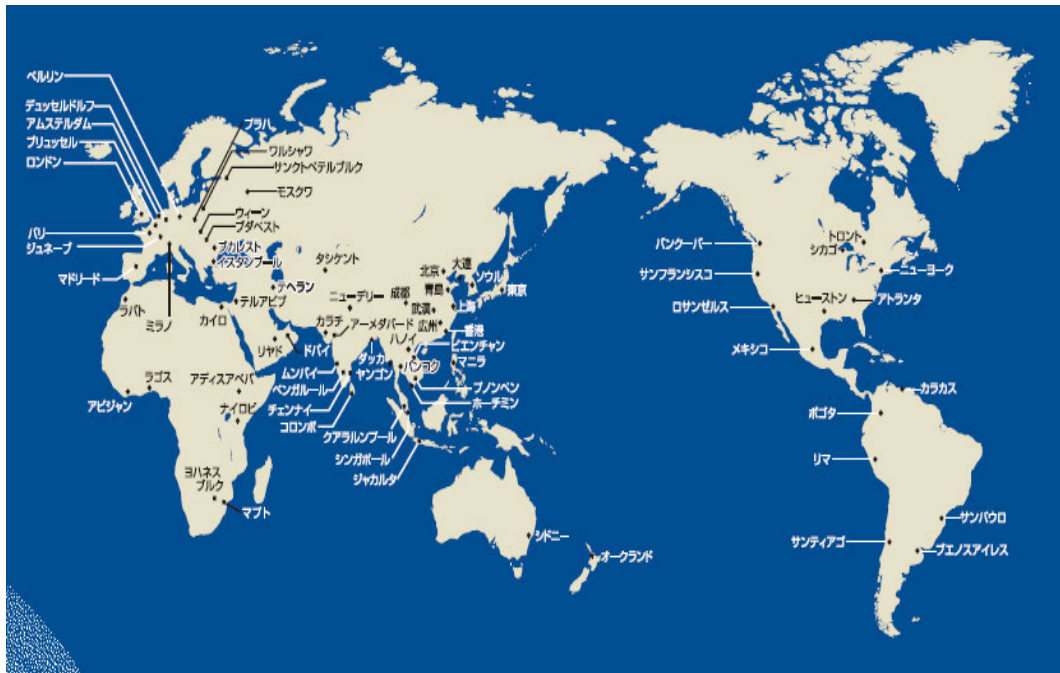 ベルリン
デュッセルドルフ
アムステルダム
ブリュッセル
ロンドン
パリ
ジュネーブ
マドリード
プラハ
ワルシャワ
サンクトペテルブルク
モスクワ
ウィーン
ブダペスト
ブカレスト
イスタンブール
テヘラン
テルアビブ
ラバト
ミラノ
カイロ
リヤド
ドバイ
ラゴス
アビジャン
アディスアベバ
ナイロビ
ヨハネス
ブルク
マプト
タシケント
ニューデリー
カラチ
アーメダバード
ムンバイ
ベンガルール
チェンナイ
コロンボ
ダッカ
ヤンゴン
北京
大連
ソウル
東京
青島
成都
武漢
上海
広州
香港
ハノイ
ビエンチャン
バンコク
マニラ
プノンペン
ホーチミン
クアラルンプール
シンガポール
ジャカルタ
シドニー
オークランド
バンクーバー
トロント
シカゴ
ニューヨーク
サンフランシスコ
ロサンゼルス
ヒューストン
アトランタ
メキシコ
カラカス
ボゴタ
リマ
サンパウロ
サンティアゴ
ブエノスアイレス